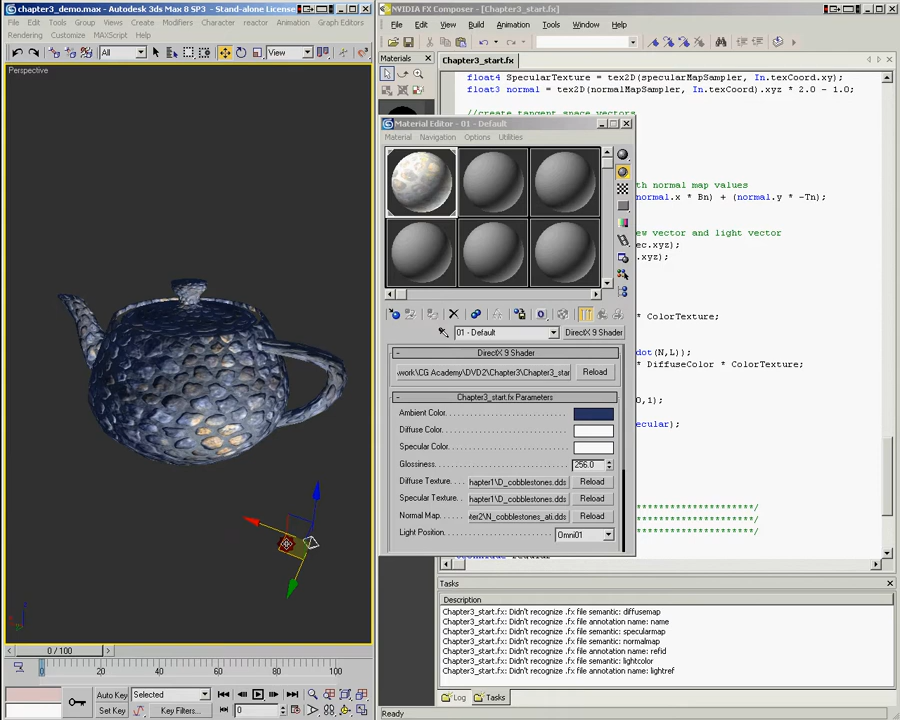 chapter3_demo.max - Autodesk 3ds Max 8 SP3 - Stand-alone License
File Edit Tools Group Views Create Modifiers Character reactor Animation Graph Editors
Rendering Customize MAXScript Help
All
View
Perspective
NVIDIA FX Composer - [Chapter3_start.fx]
File Edit View Build Animation Tools Window Help
Materials
Chapter3_start.fx
float4 SpecularTexture = tex2D(specularMapSampler, In.texCoord.xy);
float3 normal = tex2D(normalMapSampler, In.texCoord).xyz * 2.0 - 1.0;
//create tangent space vectors
Material Editor - 01 - Default
Material Navigation Options Utilities
th normal map values
normal.x * Bn) + (normal.y * -Tn);
ew vector and light vector
ec.xyz);
.xyz);
* ColorTexture;
dot(N,L));
* DiffuseColor * ColorTexture;
0,1);
ecular);
01 - Default
DirectX 9 Shader
DirectX 9 Shader
work\CG Academy\DVD2\Chapter3\Chapter3_star
Reload
Chapter3_start.fx Parameters
Ambient Color
Diffuse Color
Specular Color
Glossiness 256.0
Diffuse Texture: hapter1\D_cobblestones.dds Reload
Specular Texture: hapter1\D_cobblestones.dds Reload
Normal Map: ter2\N_cobblestones_ati.dds Reload
Light Position Omni01
*********************/
*********************/
*********************/
technique regular
Tasks
Description
Chapter3_start.fx: Didn't recognize .fx file semantic: diffusemap
Chapter3_start.fx: Didn't recognize .fx file annotation name: name
Chapter3_start.fx: Didn't recognize .fx file semantic: specularmap
Chapter3_start.fx: Didn't recognize .fx file semantic: normalmap
Chapter3_start.fx: Didn't recognize .fx file annotation name: refid
Chapter3_start.fx: Didn't recognize .fx file semantic: lightcolor
Chapter3_start.fx: Didn't recognize .fx file annotation name: lightref
Log Tasks
Ready
0 / 100
0 20 40 60 80 100
Auto Key Selected
Set Key Key Filters... 0